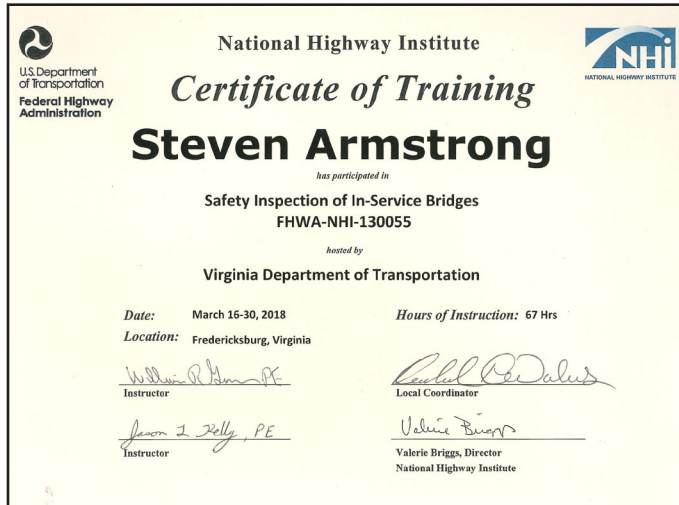 U.S. Department
of Transportation
Federal Highway
Administration
National Highway Institute
NHi
NATIONAL HIGHWAY INSTITUTE
Certificate of Training
Steven Armstrong
has participated in
Safety Inspection of In-Service Bridges
FHWA-NHI-130055
hosted by
Virginia Department of Transportation
Date: March 16-30, 2018
Hours of Instruction: 67 Hrs
Location: Fredericksburg, Virginia
William R PE
Instructor
Local Coordinator
Jason L Kelly, PE
Instructor
Valerie Briggs
Valerie Briggs, Director
National Highway Institute